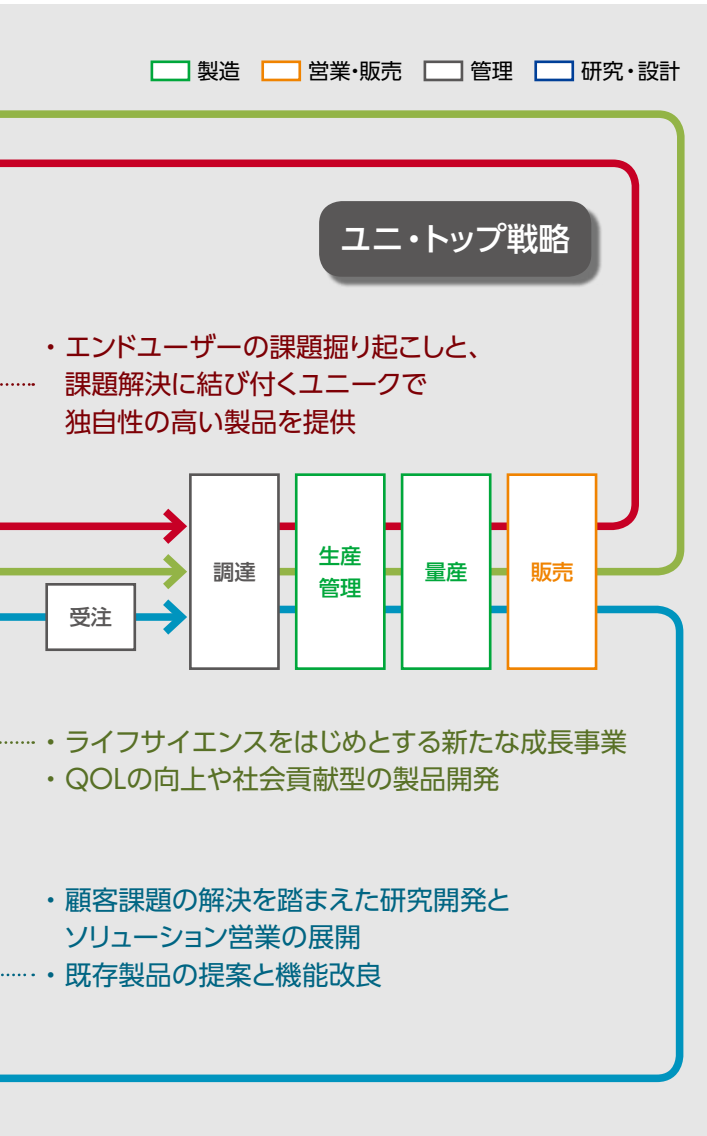 製造 営業・販売 管理 研究・設計
ユニ・トップ戦略
・エンドユーザーの課題掘り起こしと、
課題解決に結び付くユニークで
独自性の高い製品を提供
調達
生産
管理
量産
販売
受注
・ライフサイエンスをはじめとする新たな成長事業
・QOLの向上や社会貢献型の製品開発
・顧客課題の解決を踏まえた研究開発と
ソリューション営業の展開
・既存製品の提案と機能改良